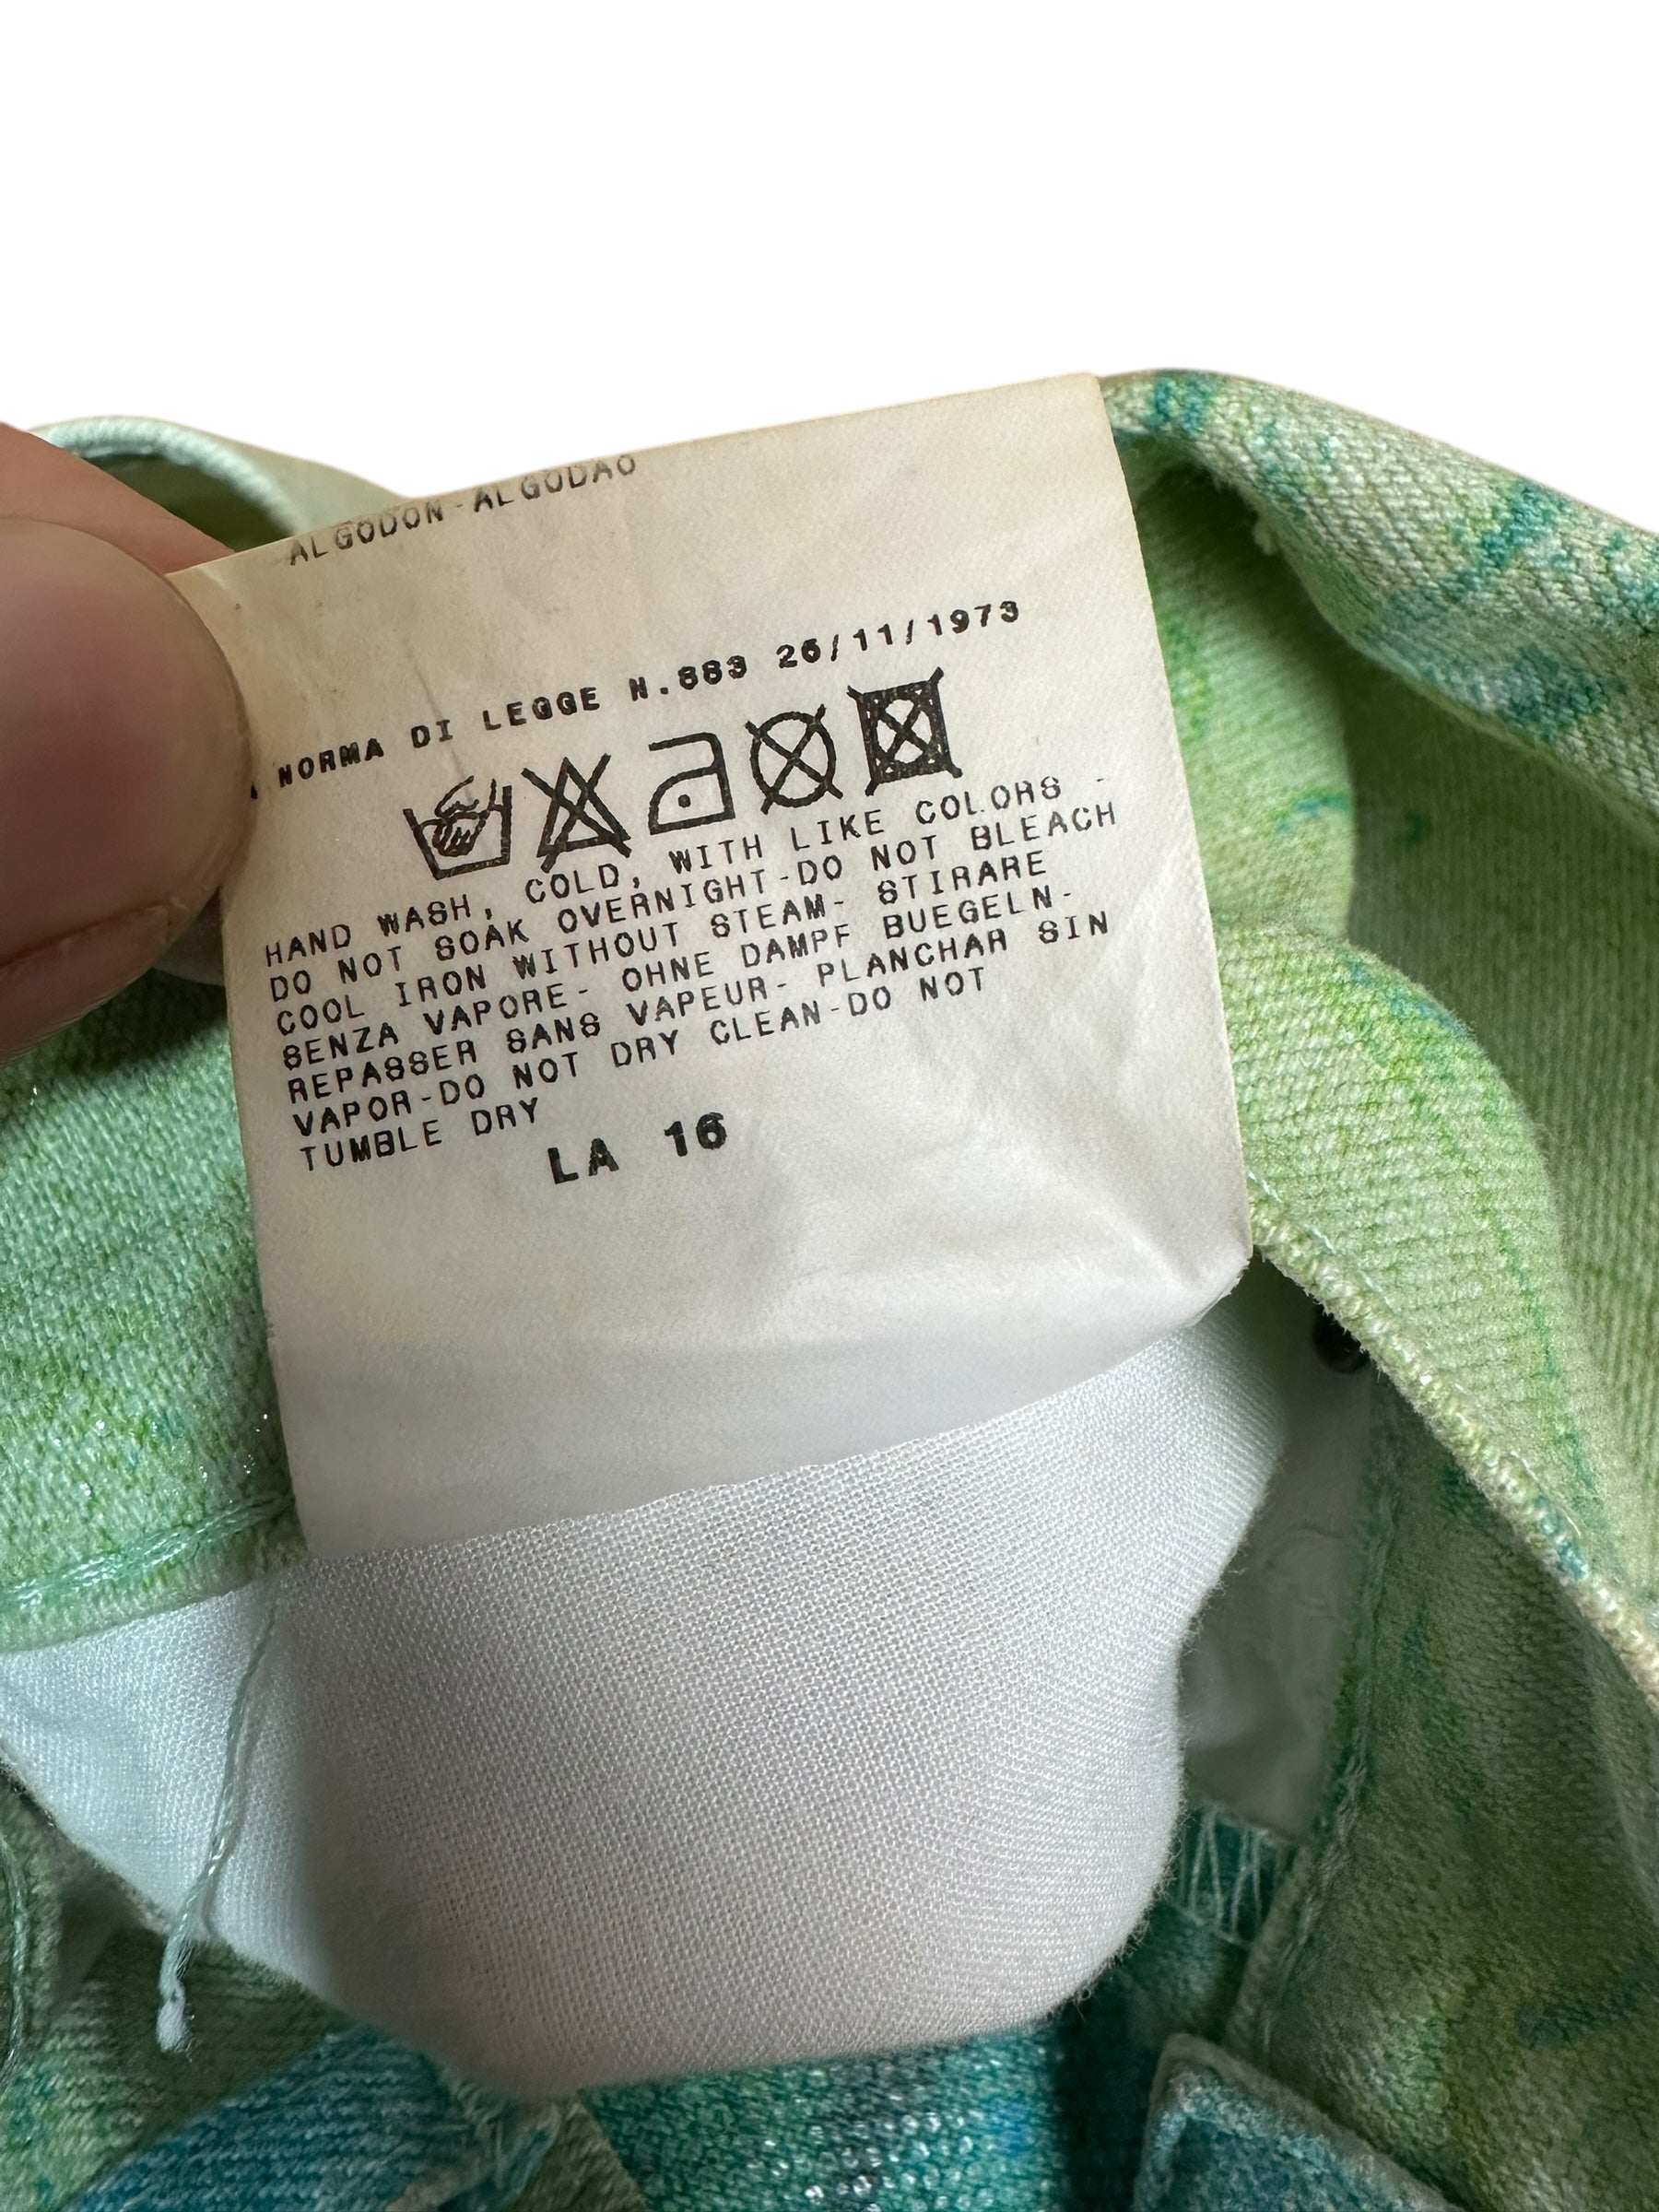 ALGODON-ALGODAO
NORMA DI LEGGE N.883 26/11/1973
HAND WASH, COLD, WITH LIKE COLORS -
DO NOT SOAK OVERNIGHT-DO NOT BLEACH
COOL IRON WITHOUT STEAM- STIRARE
SENZA VAPORE- OHNE DAMPF BUEGELN-
REPASSER SANS VAPEUR- PLANCHAR SIN
VAPOR-DO NOT DRY CLEAN-DO NOT
TUMBLE DRY
LA 16